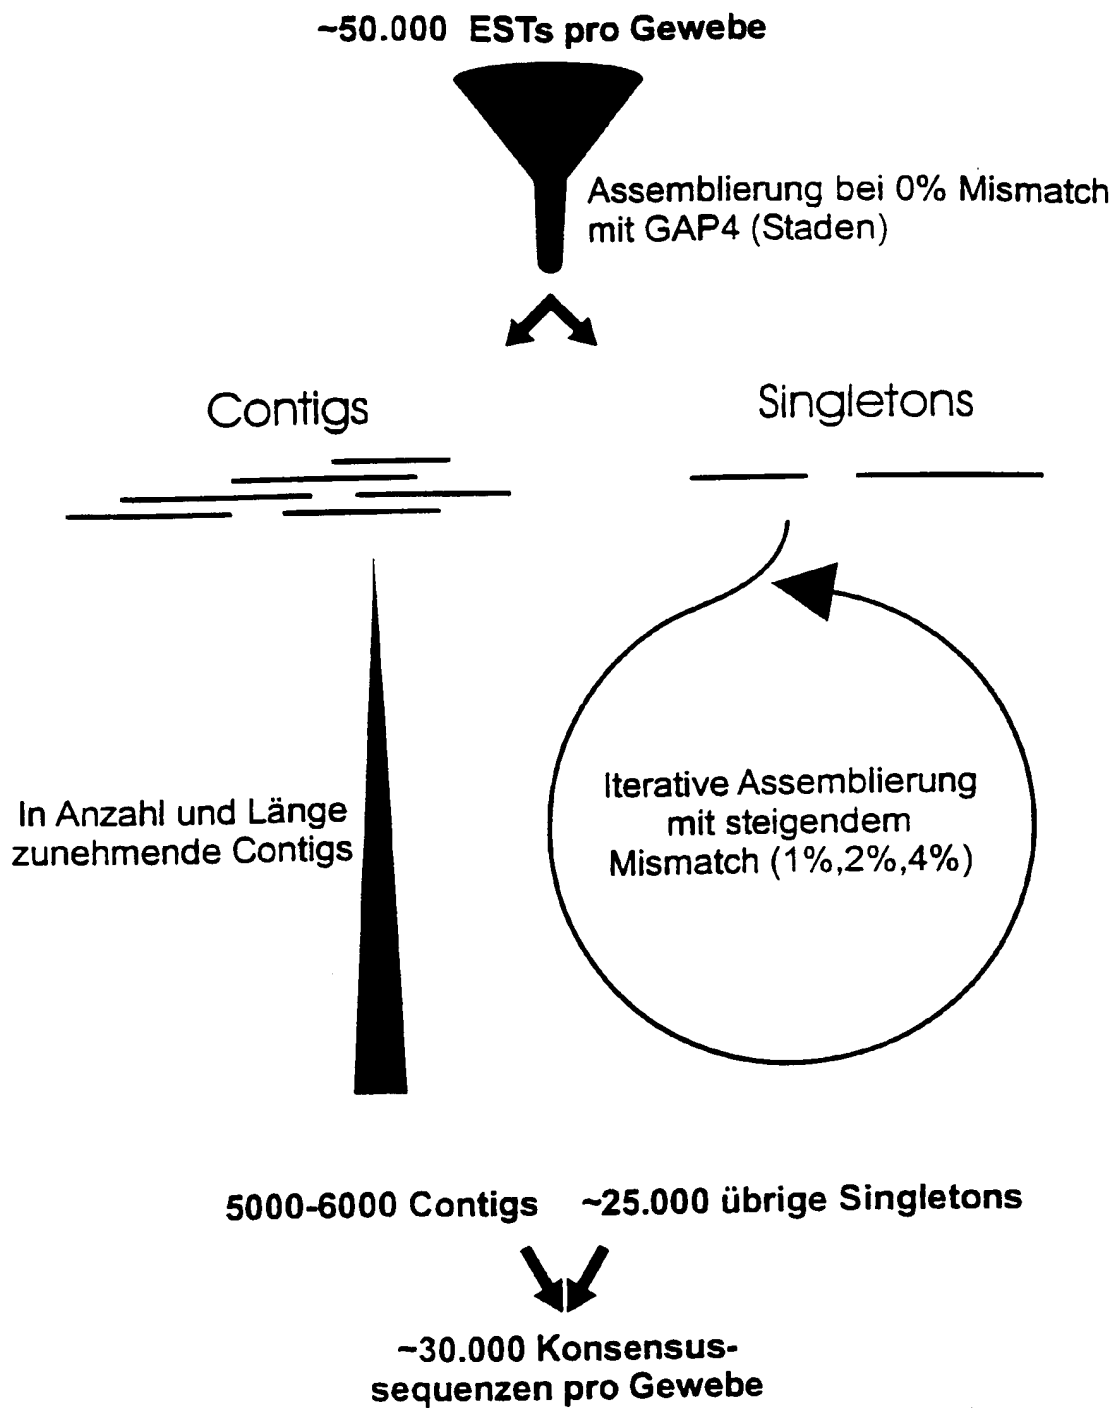 ~50.000 ESTs pro Gewebe
Assemblierung bei 0% Mismatch
mit GAP4 (Staden)
Contigs
Singletons
In Anzahl und Länge
zunehmende Contigs
Iterative Assemblierung
mit steigendem
Mismatch (1%,2%,4%)
5000-6000 Contigs
~25.000 übrige Singletons
~30.000 Konsensus-
sequenzen pro Gewebe